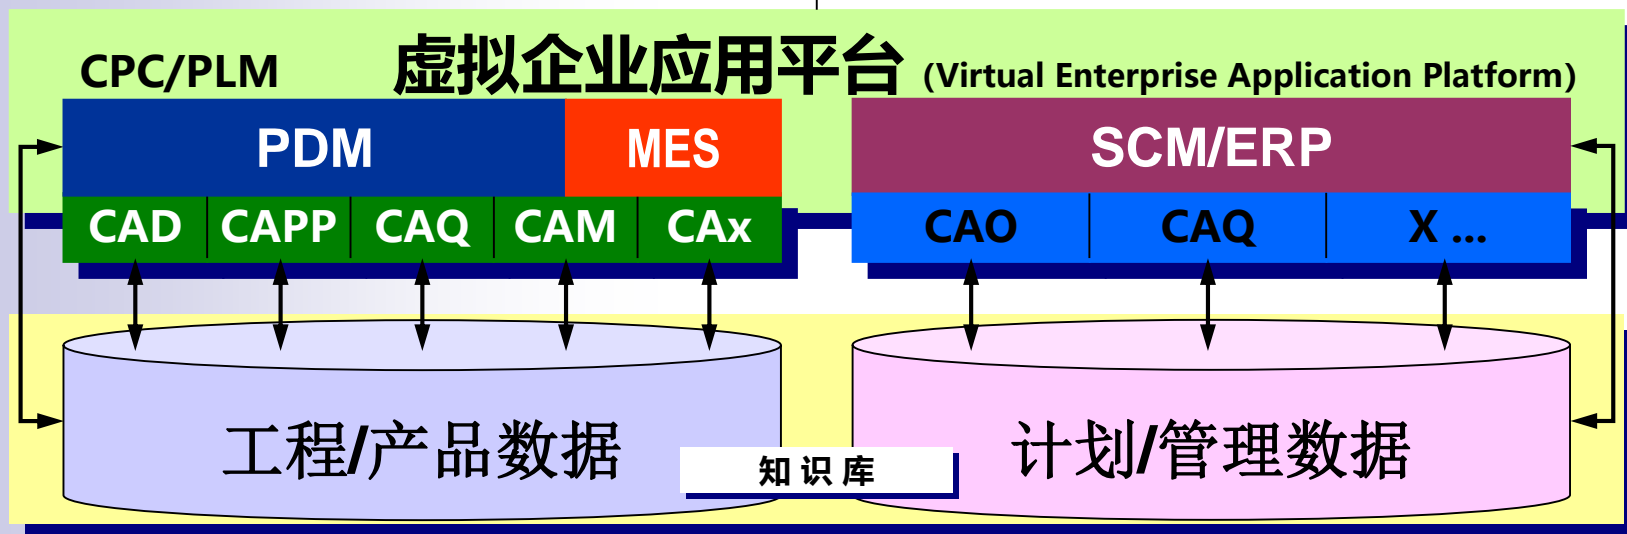 虚拟企业应用平台 (Virtual Enterprise Application Platform)
CPC/PLM
PDM
MES
SCM/ERP
CAD
CAPP
CAQ
CAM
CAx
CAO
CAQ
X ...
工程/产品数据
计划/管理数据
知识库